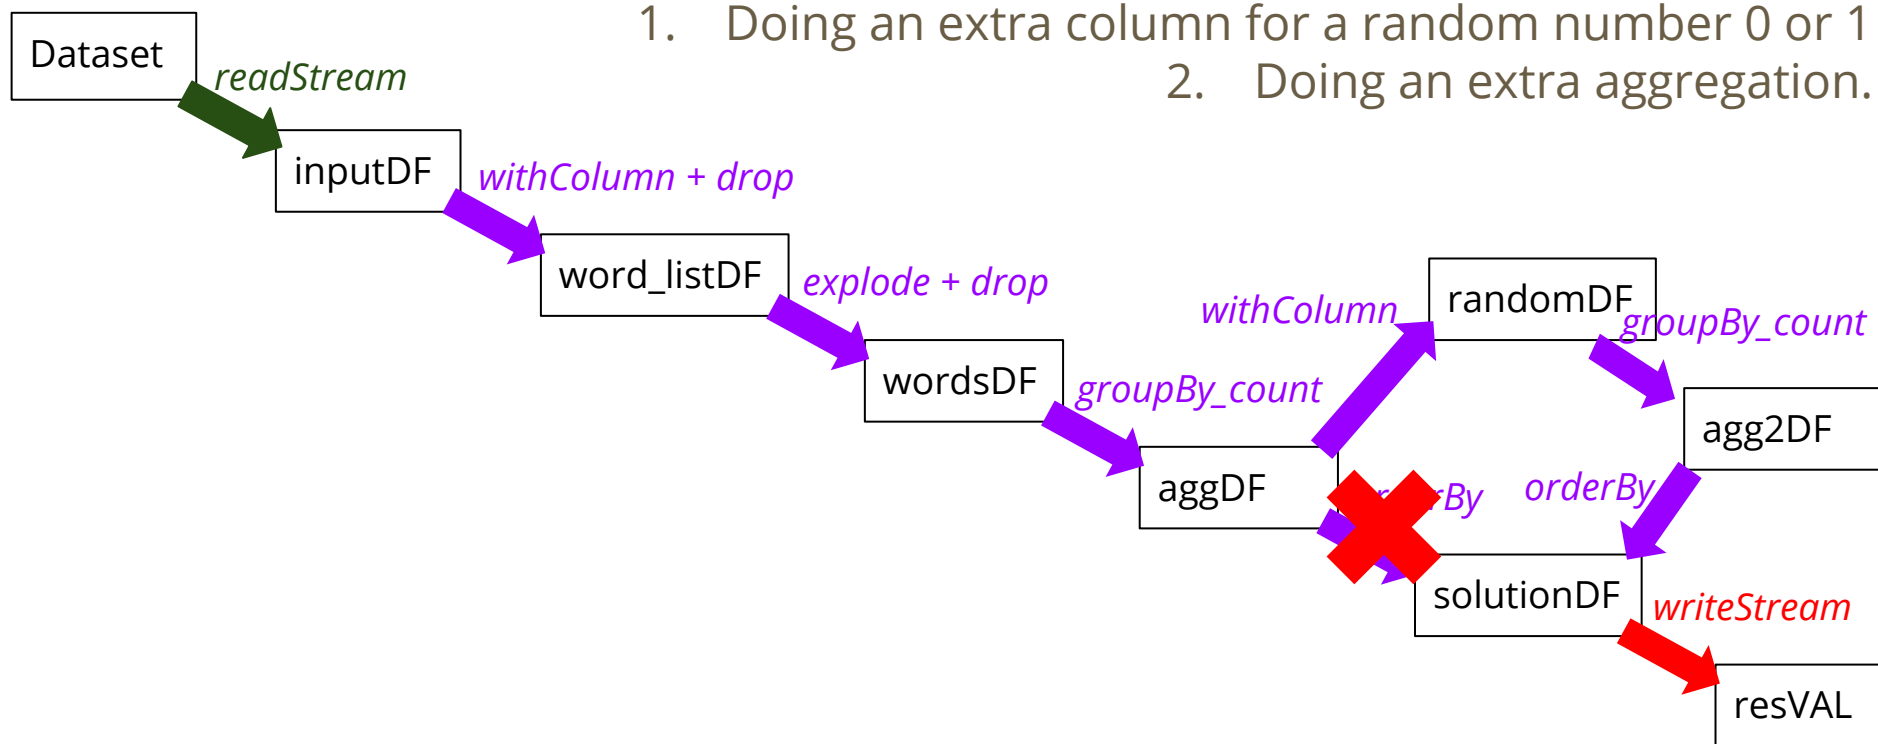 1. Doing an extra column for a random number 0 or 1
2. Doing an extra aggregation.
Dataset
readStream
inputDF
withColumn + drop
word_listDF
explode + drop
wordsDF
groupBy_count
aggDF
withColumn
randomDF
groupBy_count
agg2DF
orderBy
solutionDF
writeStream
resVAL